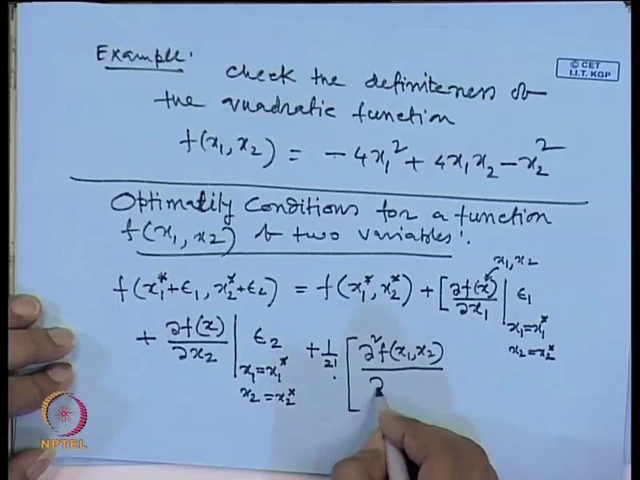 Example:
© CET
I.I.T. KGP
Check the definiteness of
the quadratic function
f(x₁, x₂) = -4x₁² + 4x₁x₂ - x₂²
Optimality Conditions for a function
f(x₁, x₂) of two variables:
x₁, x₂
f(x₁* + ε₁, x₂* + ε₂) = f(x₁*, x₂*) + [∂f(x)/∂x₁ | ε₁
x₁ = x₁*
x₂ = x₂*
+ ∂f(x)/∂x₂ | ε₂ + 1/2! [∂²f(x₁, x₂)/∂
x₁ = x₁*
x₂ = x₂*
NPTEL